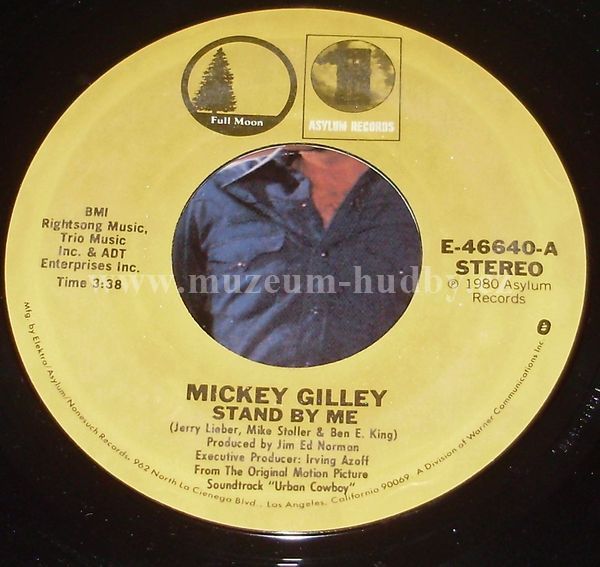 Full Moon
ASYLUM RECORDS
BMI
Rightsong Music,
Trio Music
Inc. & ADT
Enterprises Inc.
Time 3:38
E-46640-A
STEREO
℗ 1980 Asylum
Records
www.muzeum-hudby.
MICKEY GILLEY
STAND BY ME
(Jerry Lieber, Mike Stoller & Ben E. King)
Produced by Jim Ed Norman
Executive Producer: Irving Azoff
From The Original Motion Picture
Soundtrack "Urban Cowboy"
Mfg. by Elektra/Asylum/Nonesuch Records, 962 North La Cienega Blvd., Los Angeles, California 90069 A Division of Warner Communications Inc.